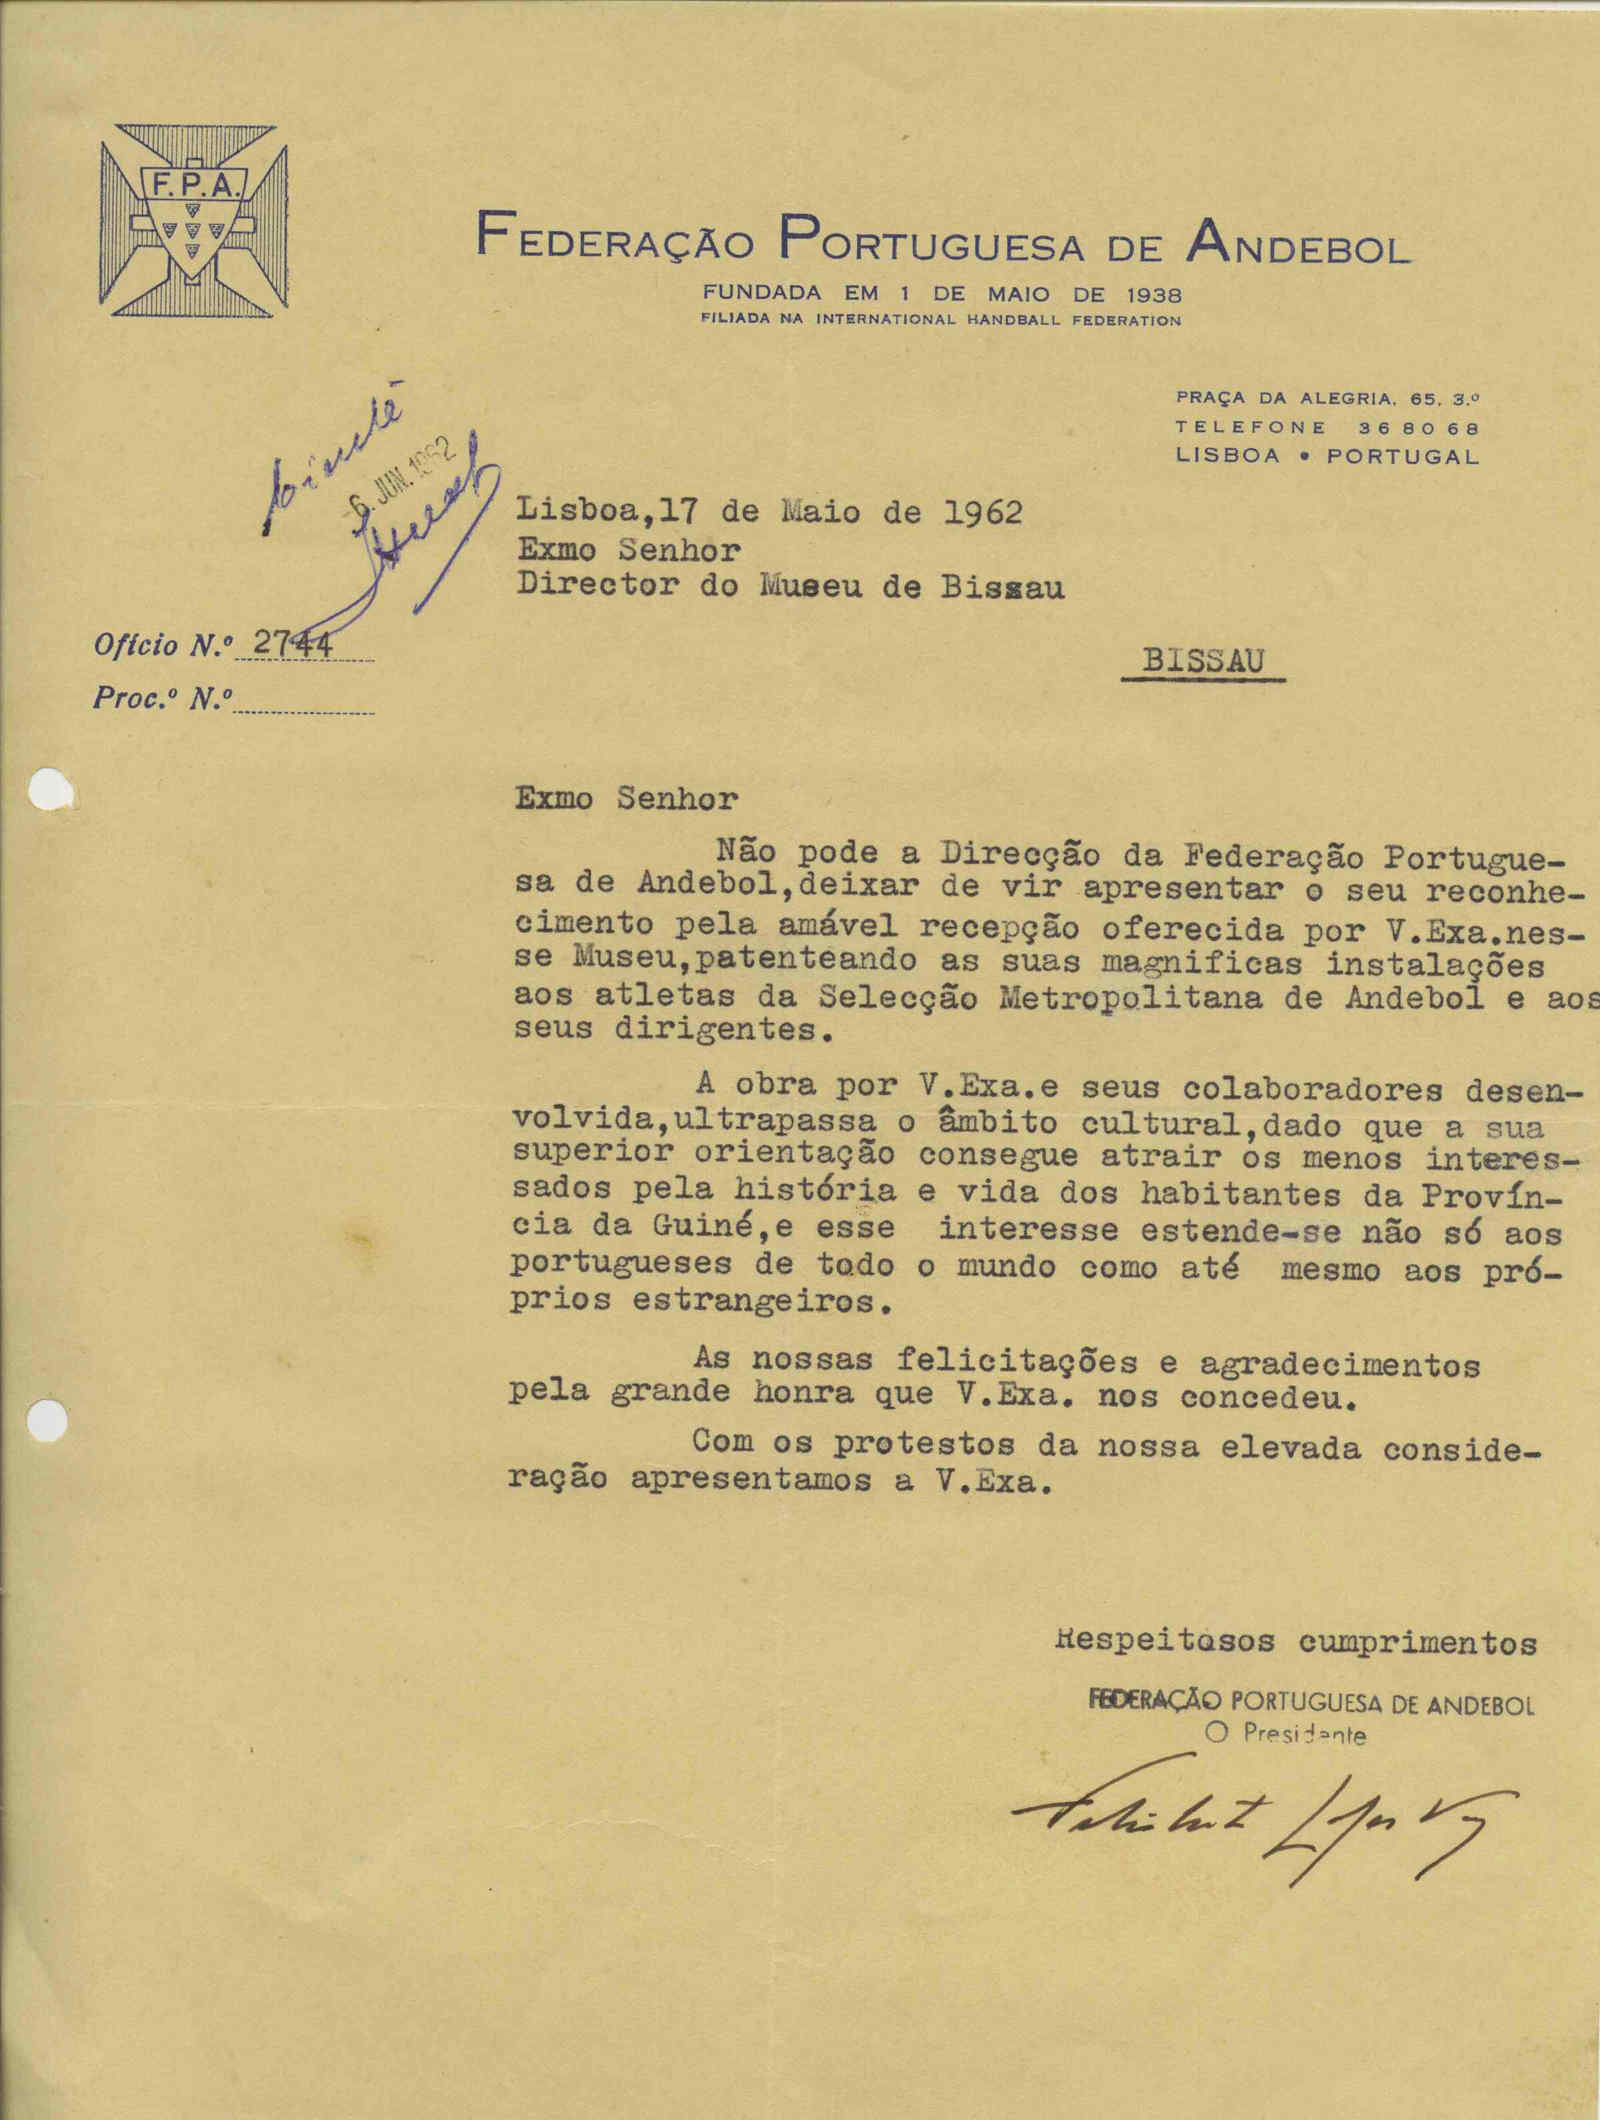 F.P.A.
FEDERAÇÃO PORTUGUESA DE ANDEBOL
FUNDADA EM 1 DE MAIO DE 1938
FILIADA NA INTERNATIONAL HANDBALL FEDERATION
PRAÇA DA ALEGRIA, 65, 3.º
TELEFONE 368068
LISBOA • PORTUGAL
6. JUN. 1962
Lisboa,17 de Maio de 1962
Exmo Senhor
Director do Museu de Bissau
Ofício N.º 2744
BISSAU
Proc.º N.º
Exmo Senhor
Não pode a Direcção da Federação Portugue-
sa de Andebol,deixar de vir apresentar o seu reconhe-
cimento pela amável recepção oferecida por V.Exa.nes-
se Museu,patenteando as suas magnificas instalações
aos atletas da Selecção Metropolitana de Andebol e aos
seus dirigentes.
A obra por V.Exa.e seus colaboradores desen-
volvida,ultrapassa o âmbito cultural,dado que a sua
superior orientação consegue atrair os menos interes-
sados pela história e vida dos habitantes da Provín-
cia da Guiné,e esse interesse estende-se não só aos
portugueses de todo o mundo como até mesmo aos pró-
prios estrangeiros.
As nossas felicitações e agradecimentos
pela grande honra que V.Exa. nos concedeu.
Com os protestos da nossa elevada conside-
ração apresentamos a V.Exa.
Respeitosos cumprimentos
FEDERAÇÃO PORTUGUESA DE ANDEBOL
O Presidente